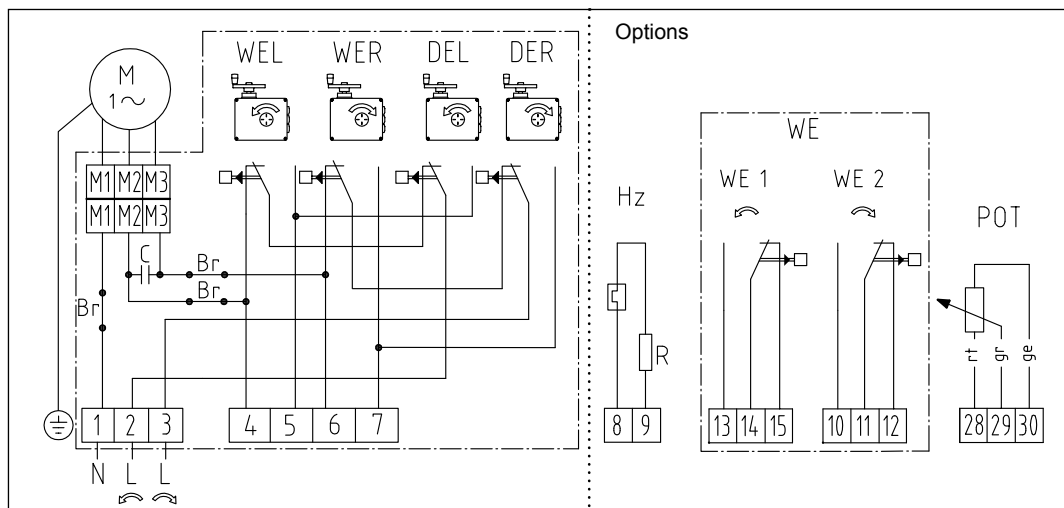 Options
WEL WER DEL DER
M
1~
M1 M2 M3
M1 M2 M3
C
Br
Br
Br
1 2 3
4 5 6 7
N L L
Hz
R
8 9
WE
WE 1 WE 2
13 14 15
10 11 12
POT
rt gr ge
28 29 30